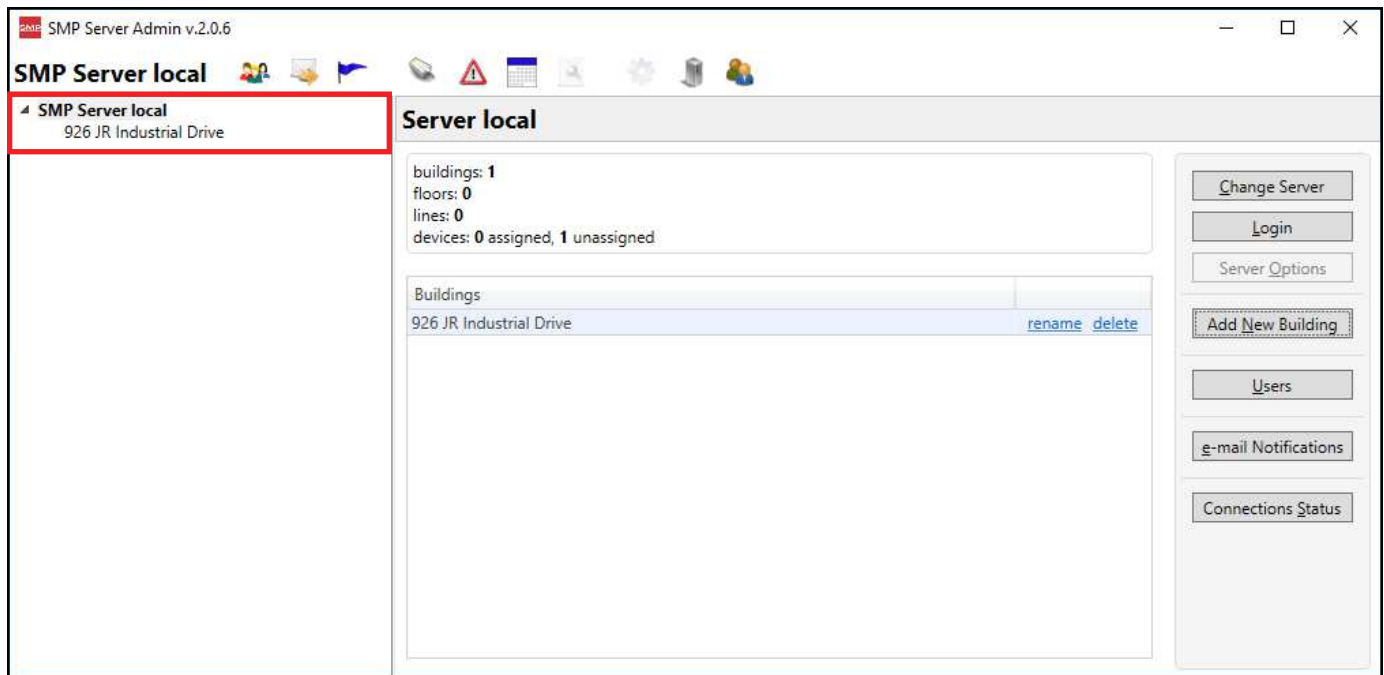 SMP SMP Server Admin v.2.0.6
SMP Server local
SMP Server local
926 JR Industrial Drive
Server local
buildings: 1
floors: 0
lines: 0
devices: 0 assigned, 1 unassigned
Buildings
926 JR Industrial Drive rename delete
Change Server
Login
Server Options
Add New Building
Users
e-mail Notifications
Connections Status